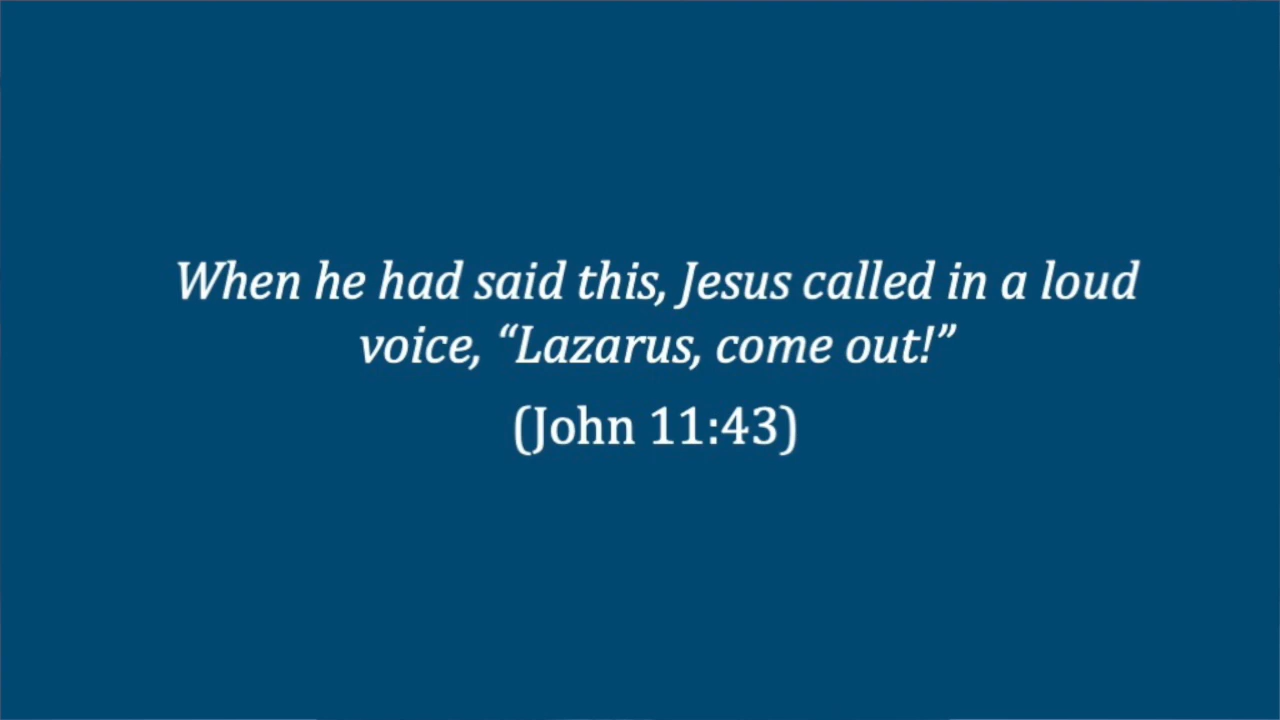 When he had said this, Jesus called in a loud
voice, “Lazarus, come out!”
(John 11:43)